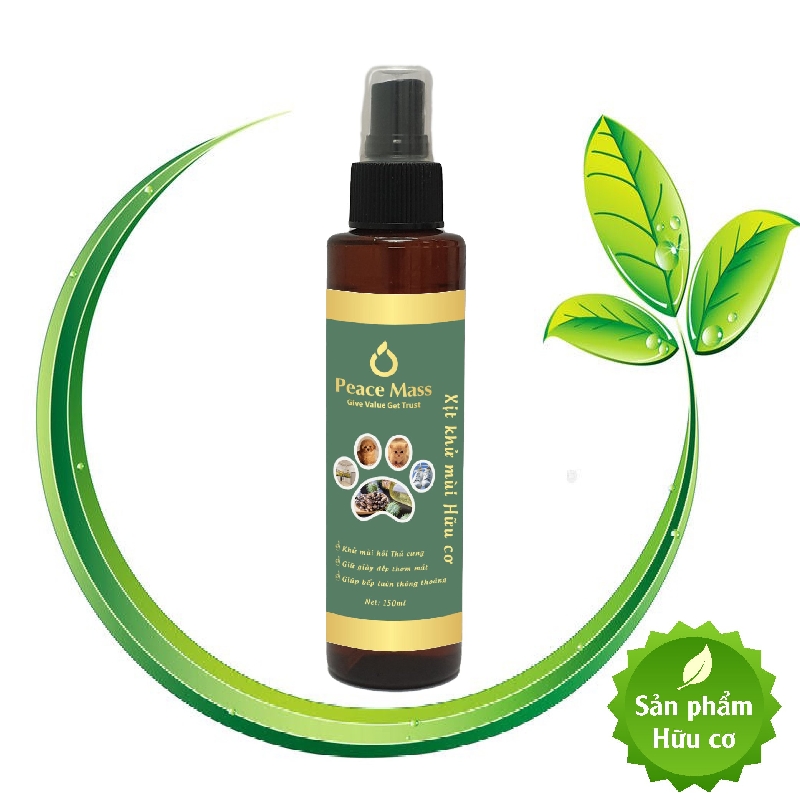 Peace Mass
Give Value Get Trust
Xịt khử mùi Hữu cơ
Khử mùi hôi Thú cưng
Giữ giày dép thơm mát
Giúp bếp luôn thông thoáng
Net: 150ml
Sản phẩm
Hữu cơ